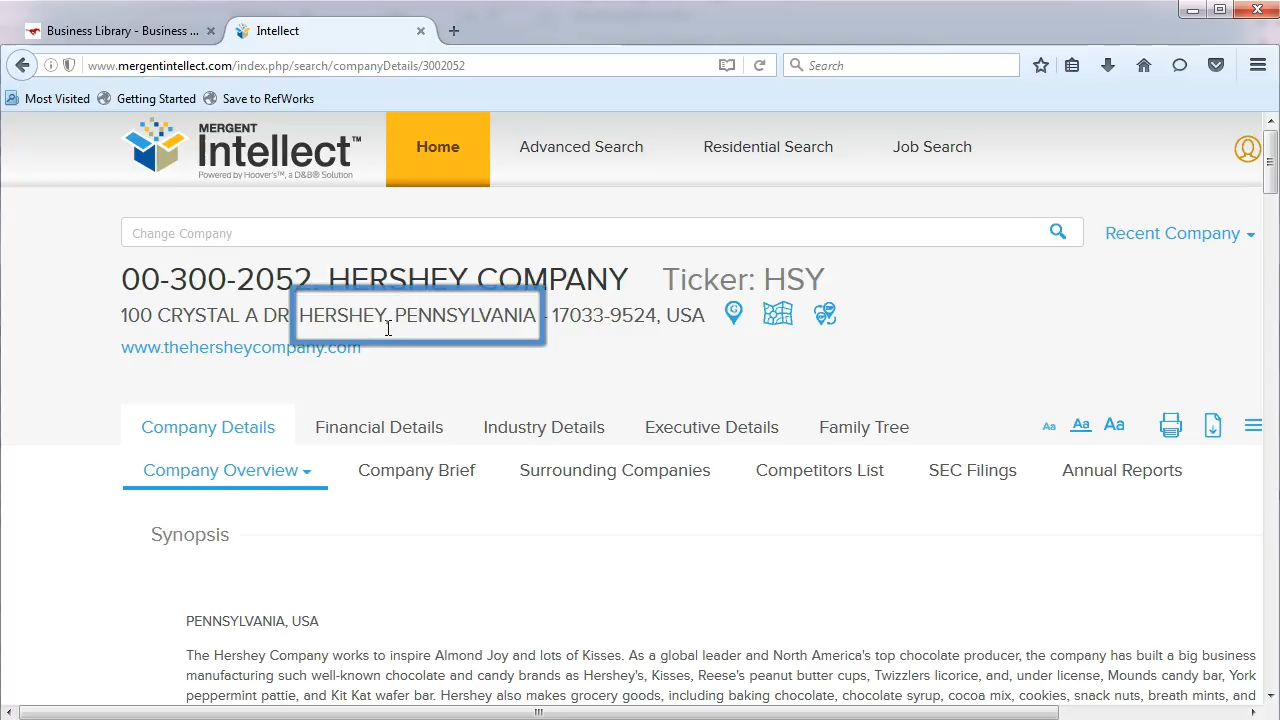 Business Library - Business ...
Intellect
www.mergentintellect.com/index.php/search/companyDetails/3002052
Search
Most Visited
Getting Started
Save to RefWorks
MERGENT
Intellect™
Powered by Hoover's™, a D&B® Solution
Home
Advanced Search
Residential Search
Job Search
Change Company
Recent Company
00-300-2052, HERSHEY COMPANY Ticker: HSY
100 CRYSTAL A DR, HERSHEY, PENNSYLVANIA - 17033-9524, USA
www.thehersheycompany.com
Company Details
Financial Details
Industry Details
Executive Details
Family Tree
Aa Aa Aa
Company Overview
Company Brief
Surrounding Companies
Competitors List
SEC Filings
Annual Reports
Synopsis
PENNSYLVANIA, USA
The Hershey Company works to inspire Almond Joy and lots of Kisses. As a global leader and North America's top chocolate producer, the company has built a big business
manufacturing such well-known chocolate and candy brands as Hershey's, Kisses, Reese's peanut butter cups, Twizzlers licorice, and, under license, Mounds candy bar, York
peppermint pattie, and Kit Kat wafer bar. Hershey also makes grocery goods, including baking chocolate, chocolate syrup, cocoa mix, cookies, snack nuts, breath mints, and